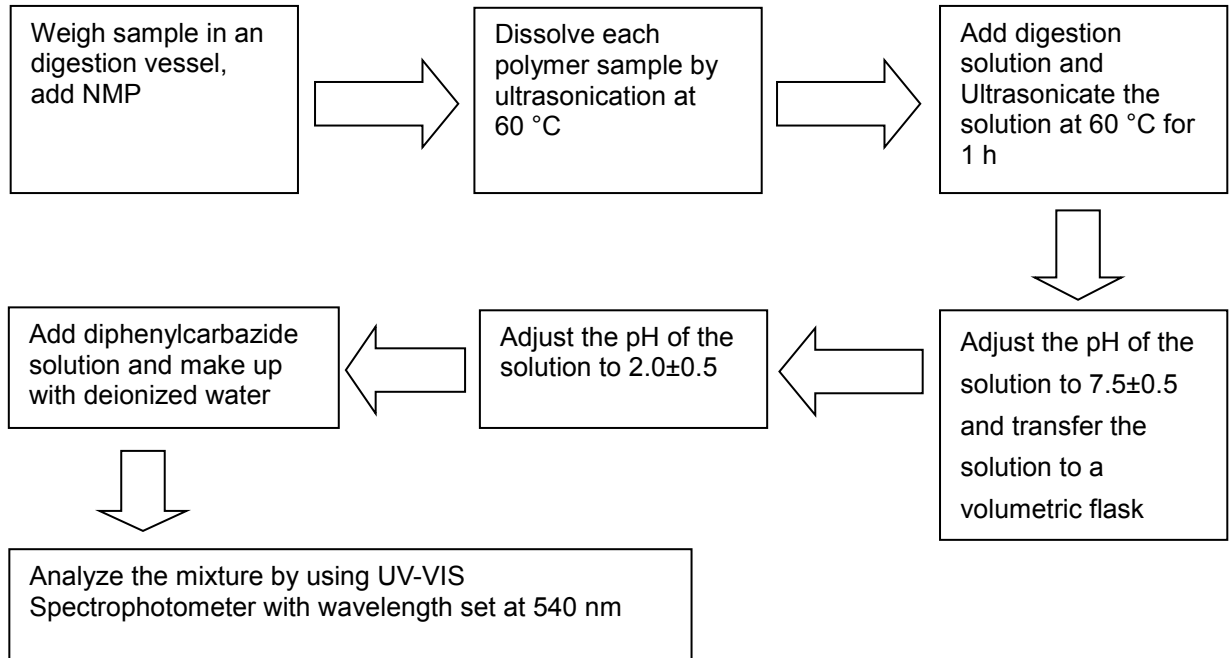 Weigh sample in an
digestion vessel,
add NMP
Dissolve each
polymer sample by
ultrasonication at
60 °C
Add digestion
solution and
Ultrasonicate the
solution at 60 °C for
1 h
Adjust the pH of the
solution to 7.5±0.5
and transfer the
solution to a
volumetric flask
Adjust the pH of the
solution to 2.0±0.5
Add diphenylcarbazide
solution and make up
with deionized water
Analyze the mixture by using UV-VIS
Spectrophotometer with wavelength set at 540 nm